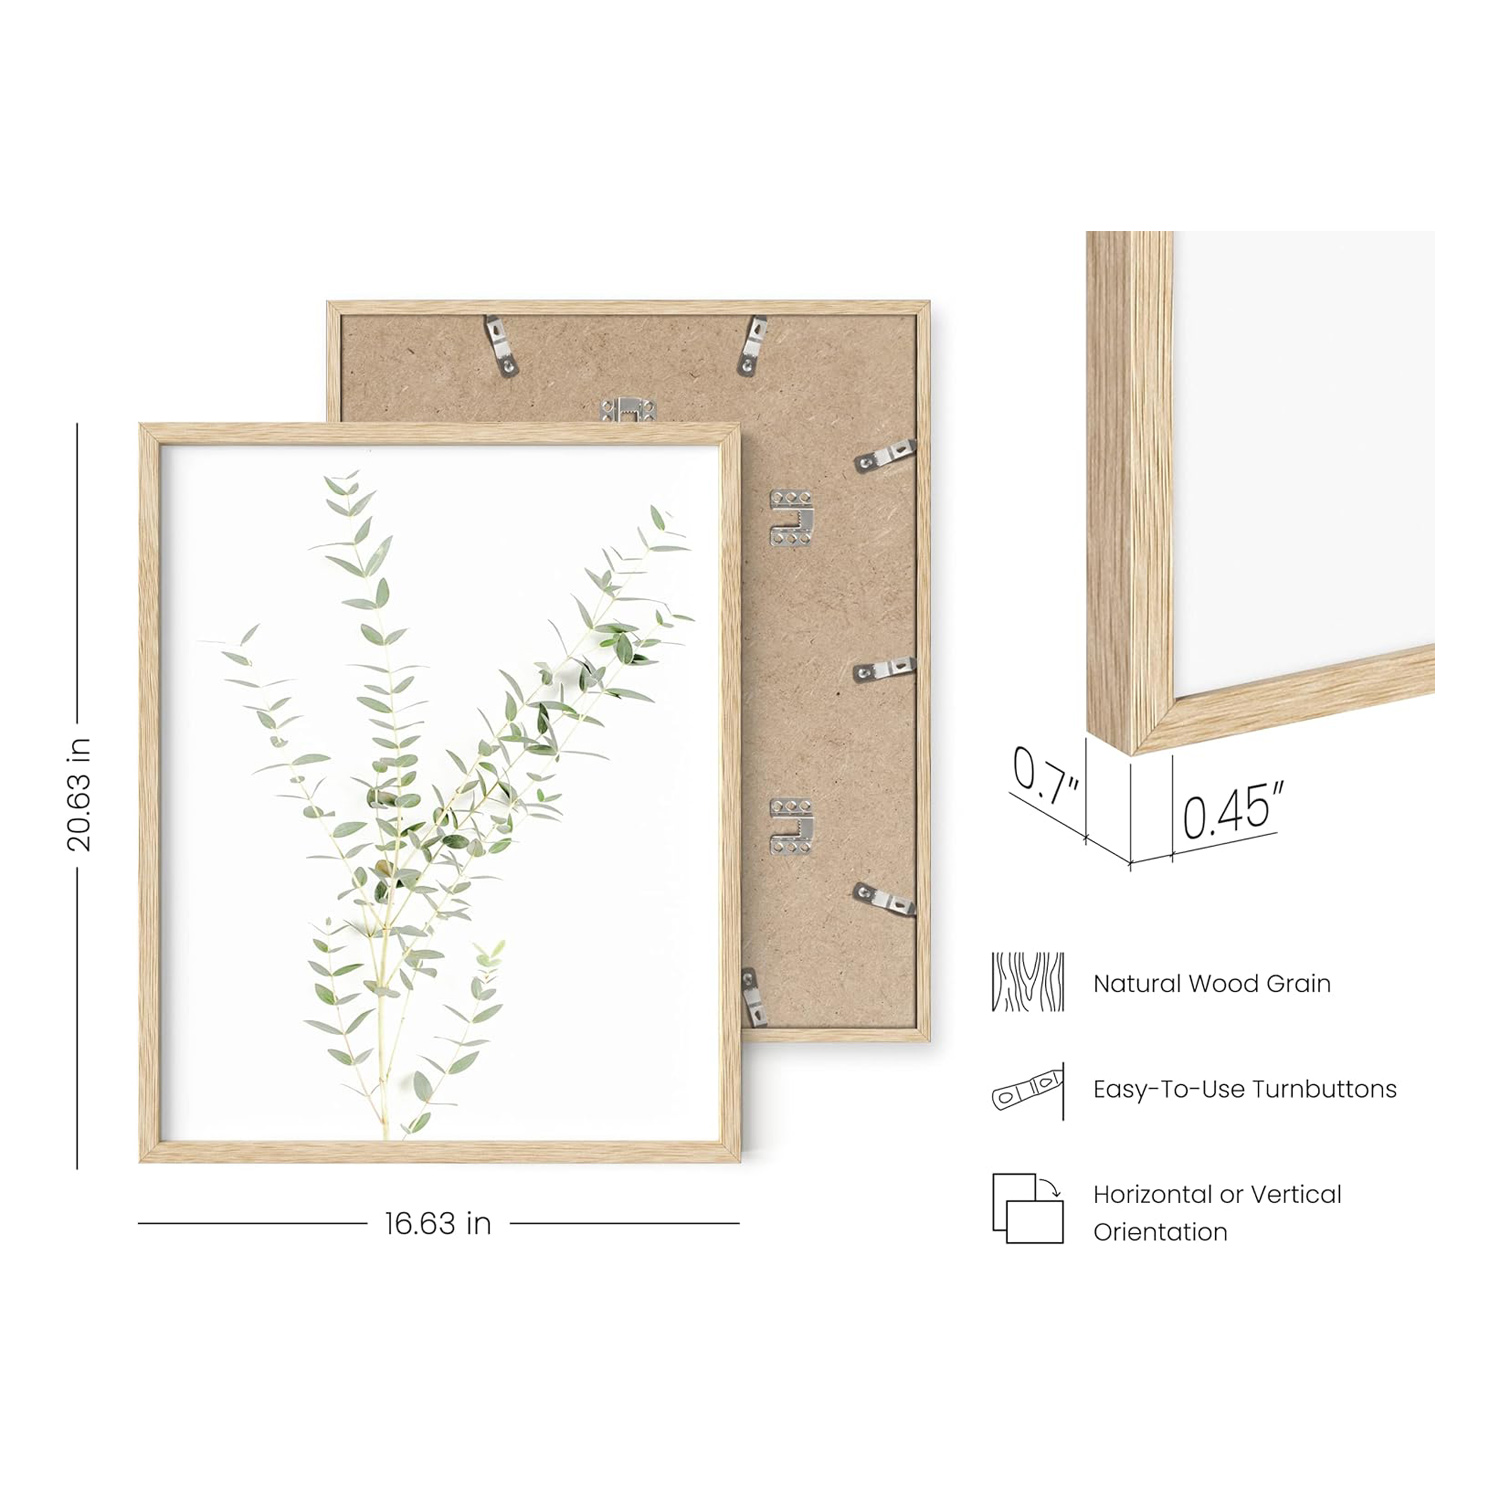 20.63 in
16.63 in
0.7"
0.45"
Natural Wood Grain
Easy-To-Use Turnbuttons
Horizontal or Vertical
Orientation